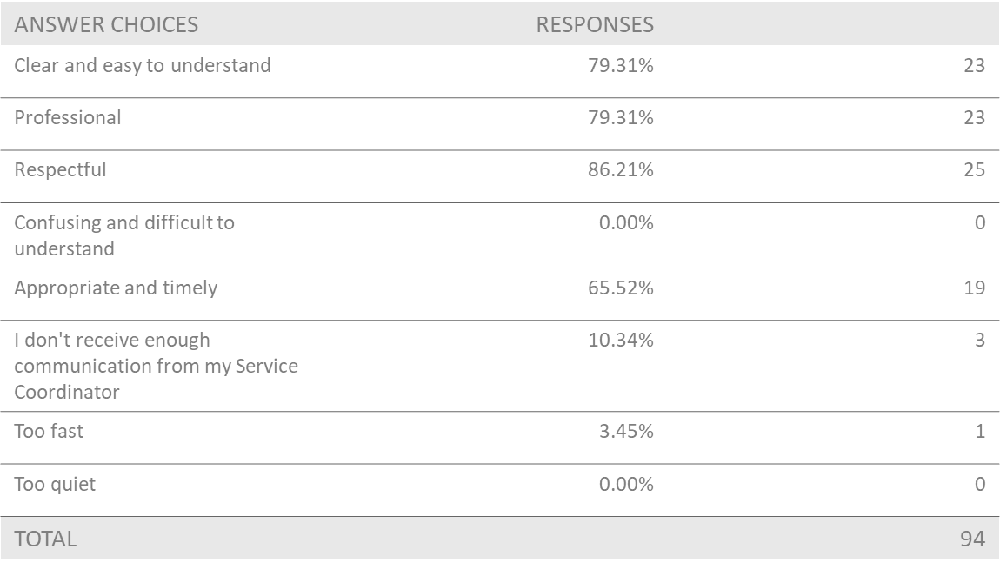 ANSWER CHOICES RESPONSES
Clear and easy to understand 79.31% 23
Professional 79.31% 23
Respectful 86.21% 25
Confusing and difficult to 0.00% 0
understand
Appropriate and timely 65.52% 19
I don't receive enough 10.34% 3
communication from my Service
Coordinator
Too fast 3.45% 1
Too quiet 0.00% 0
TOTAL 94